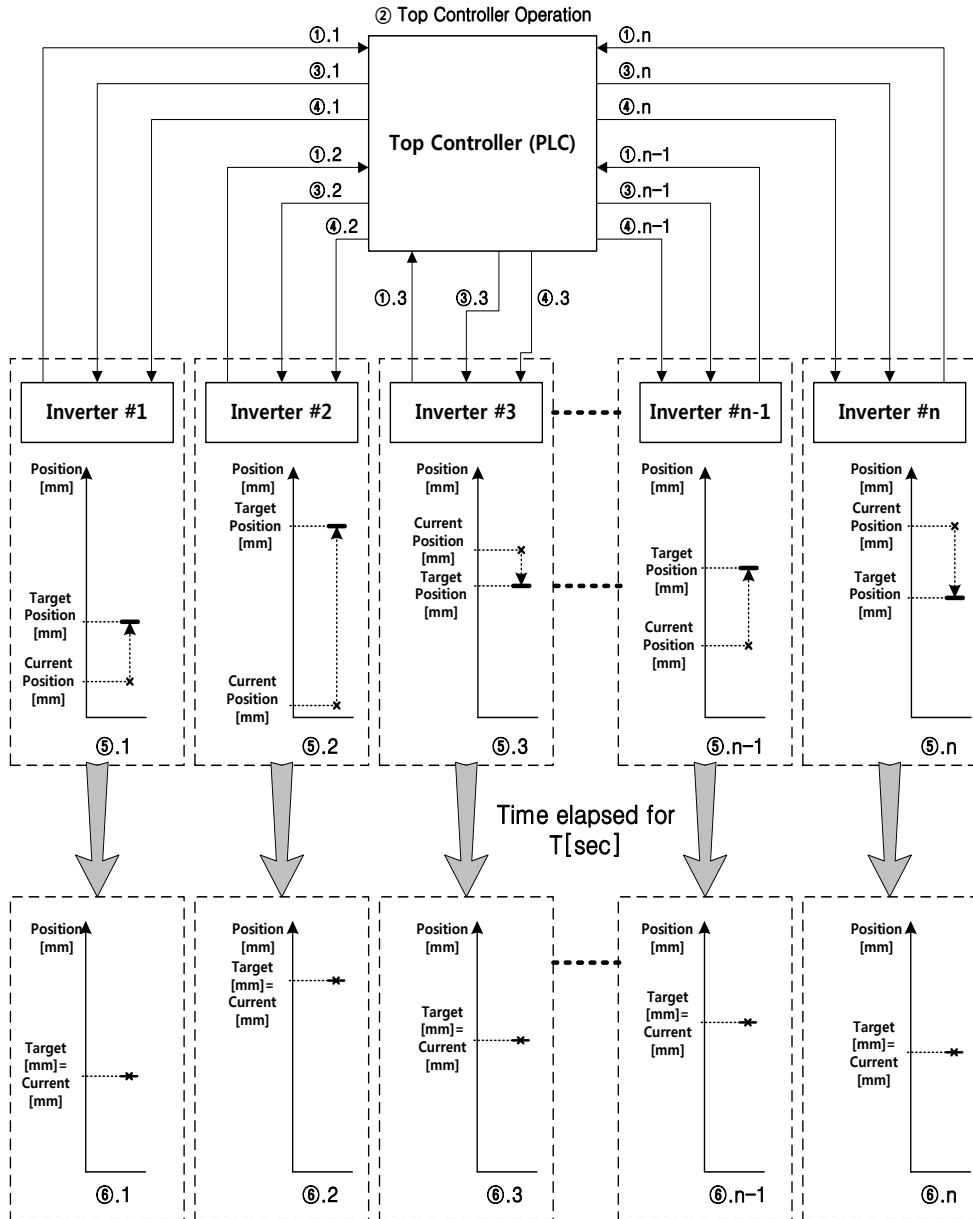 ② Top Controller Operation
①.1
①.n
③.1
③.n
④.1
④.n
Top Controller (PLC)
①.2
①.n-1
③.2
③.n-1
④.2
④.n-1
①.3
③.3
④.3
Inverter #1
Inverter #2
Inverter #3
Inverter #n-1
Inverter #n
Position
[mm]
Target
Position
[mm]
Current
Position
[mm]
⑤.1
Position
[mm]
Target
Position
[mm]
Current
Position
[mm]
⑤.2
Position
[mm]
Current
Position
[mm]
Target
Position
[mm]
⑤.3
Position
[mm]
Target
Position
[mm]
Current
Position
[mm]
⑤.n-1
Position
[mm]
Current
Position
[mm]
Target
Position
[mm]
⑤.n
Time elapsed for
T[sec]
Position
[mm]
Target
[mm]=
Current
[mm]
⑥.1
Position
[mm]
Target
[mm]=
Current
[mm]
⑥.2
Position
[mm]
Target
[mm]=
Current
[mm]
⑥.3
Position
[mm]
Target
[mm]=
Current
[mm]
⑥.n-1
Position
[mm]
Target
[mm]=
Current
[mm]
⑥.n